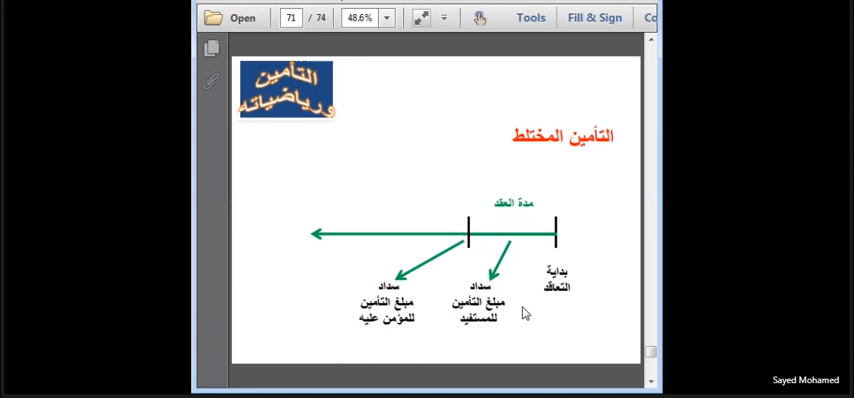 Open
71 / 74
48.6%
Tools
Fill & Sign
Co
التأمين
ورياضياته
التأمين المختلط
مدة العقد
بداية
التعاقد
سداد
مبلغ التأمين
للمستفيد
سداد
مبلغ التأمين
للمؤمن عليه
Sayed Mohamed